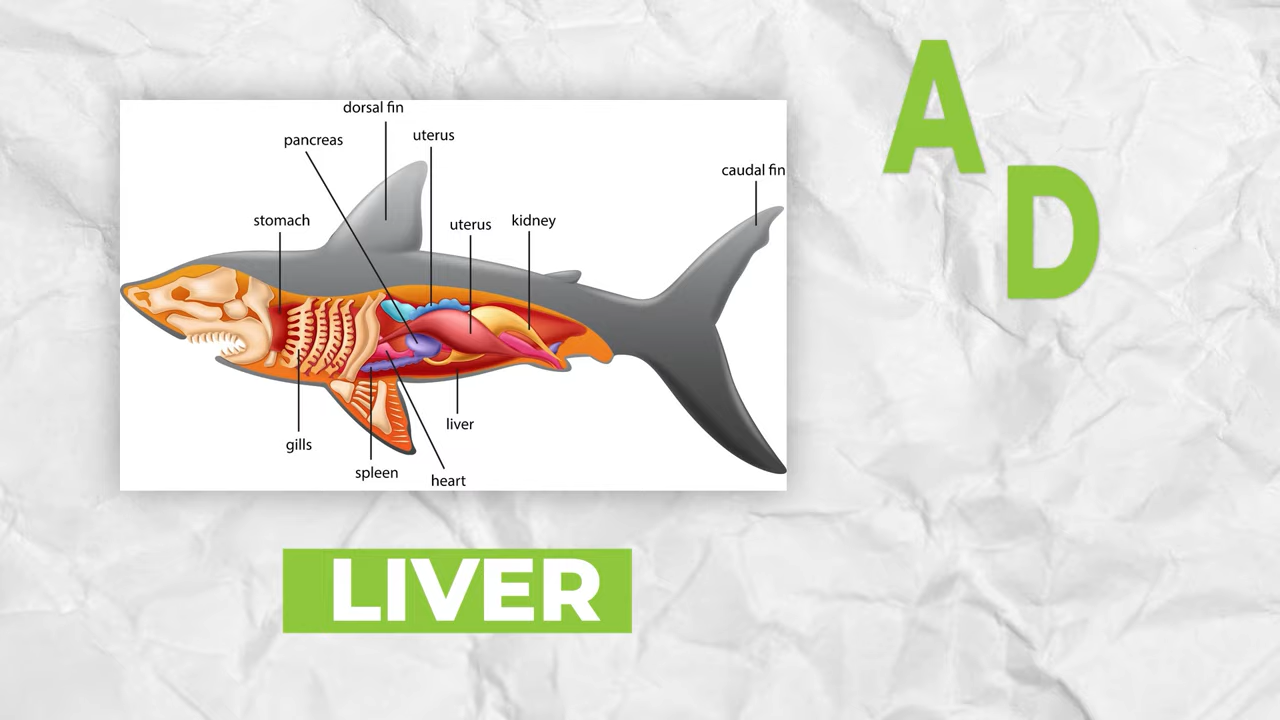 dorsal fin
pancreas
uterus
caudal fin
stomach
uterus
kidney
gills
liver
spleen
heart
LIVER
A
D